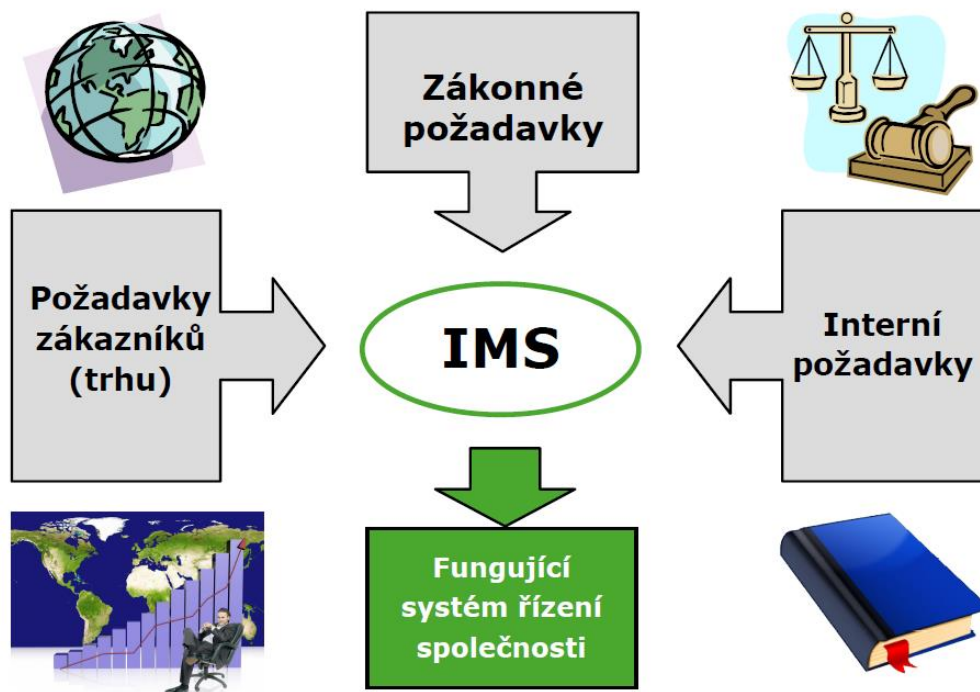 Zákonné
požadavky
Požadavky
zákazníků
(trhu)
IMS
Interní
požadavky
Fungující
systém řízení
společnosti